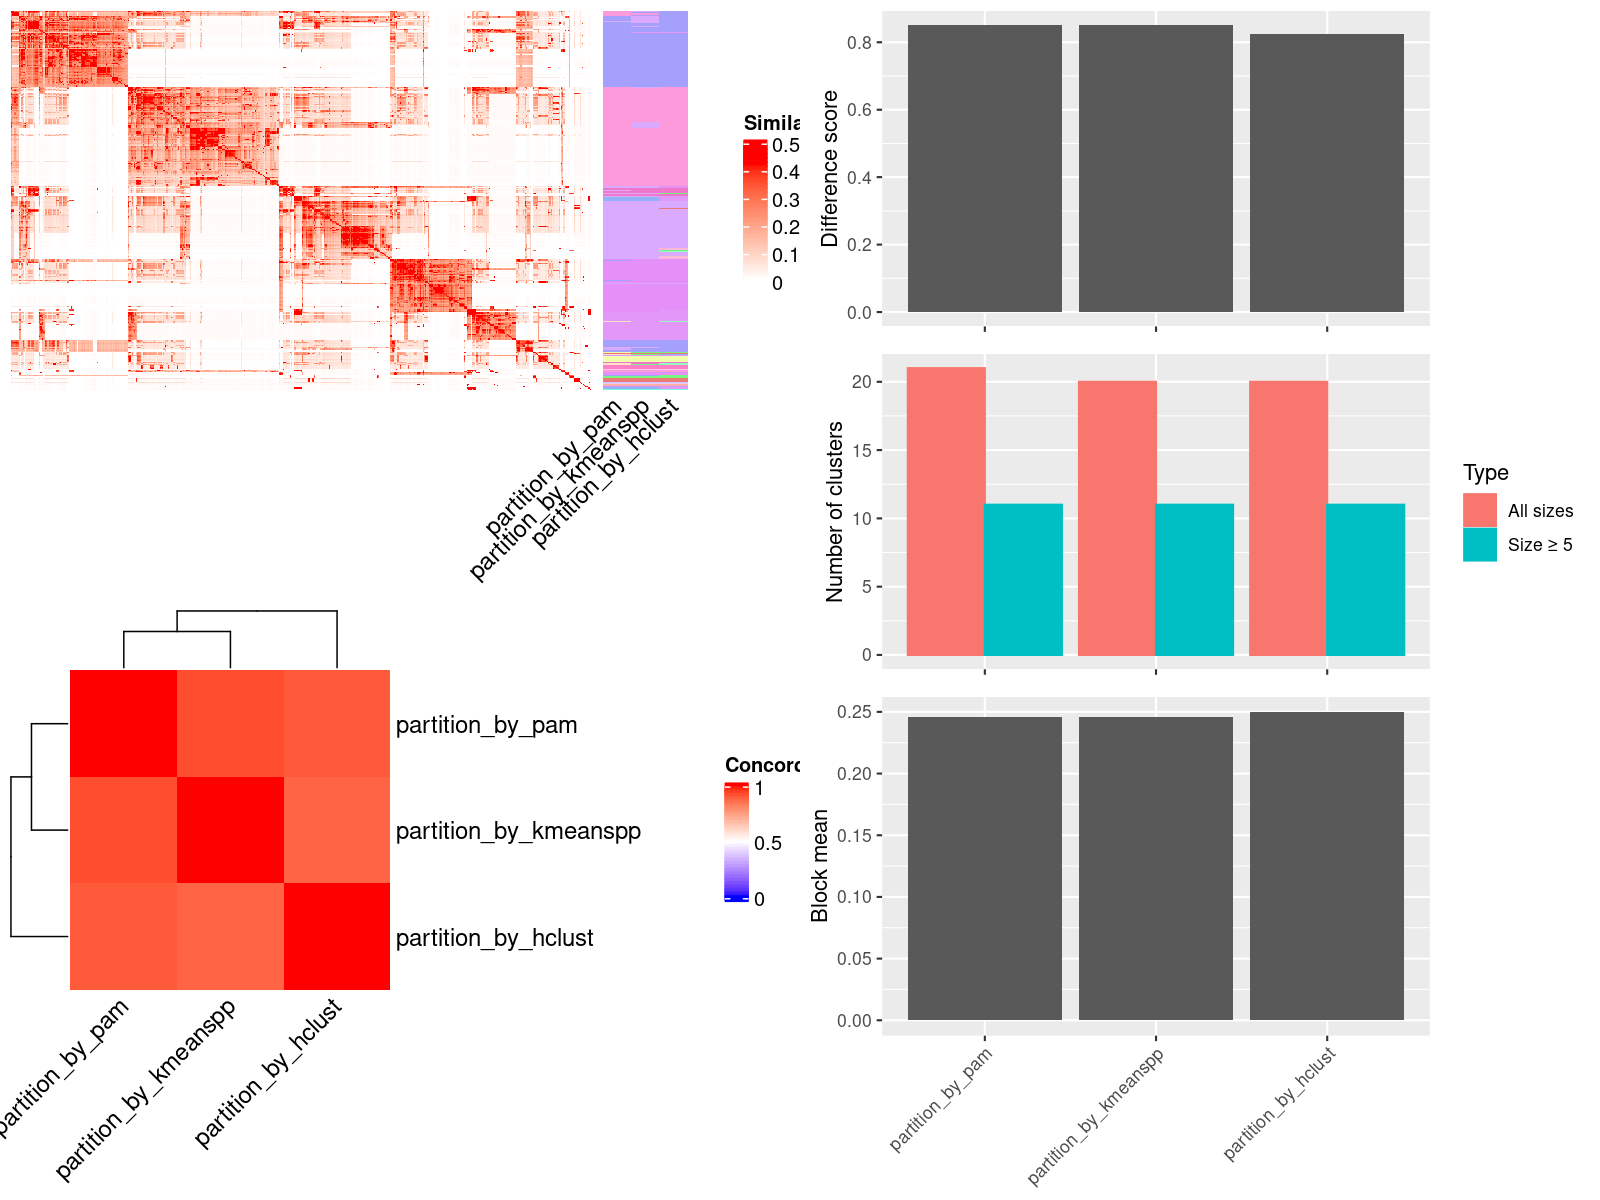 Simila
0.5
0.4
0.3
0.2
0.1
0
partition_by_pam
partition_by_kmeanspp
partition_by_hclust
partition_by_pam
partition_by_kmeanspp
partition_by_hclust
Concord
1
0.5
0
partition_by_pam
partition_by_kmeanspp
partition_by_hclust
Difference score
0.8
0.6
0.4
0.2
0.0
Number of clusters
20
15
10
5
0
Type
All sizes
Size ≥ 5
Block mean
0.25
0.20
0.15
0.10
0.05
0.00
partition_by_pam
partition_by_kmeanspp
partition_by_hclust